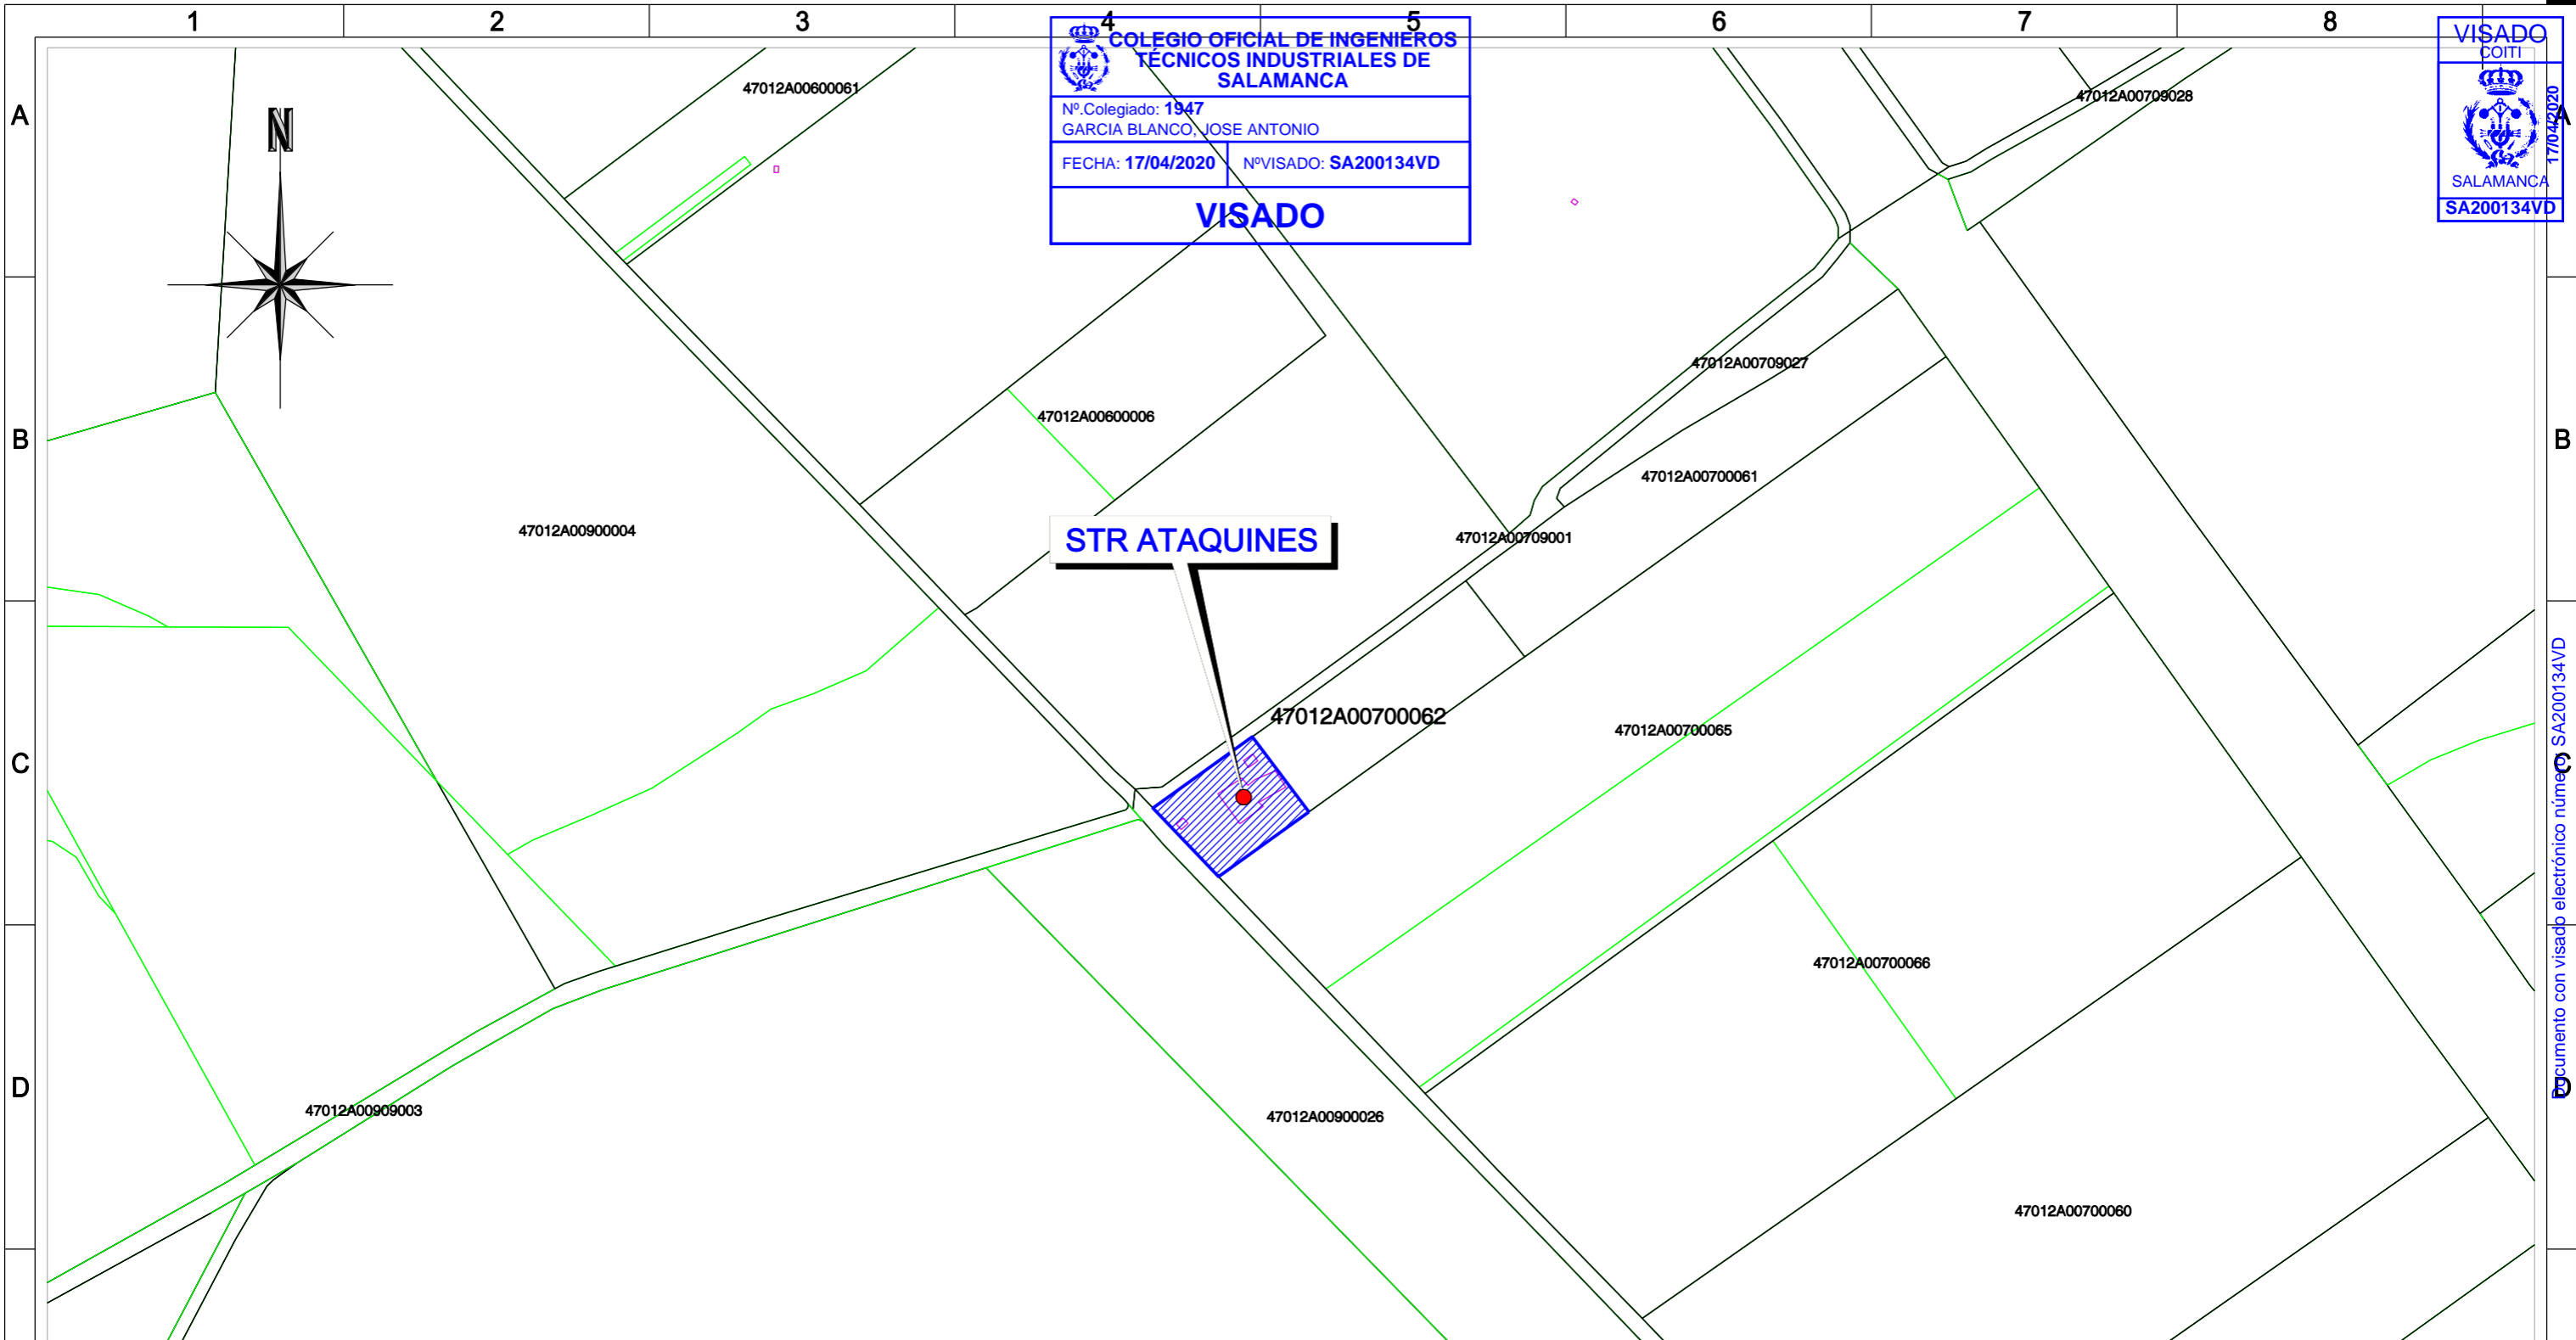 1 2 3 4 5 6 7 8
COLEGIO OFICIAL DE INGENIEROS
TÉCNICOS INDUSTRIALES DE
SALAMANCA
Nº.Colegiado: 1947
GARCIA BLANCO, JOSE ANTONIO
FECHA: 17/04/2020
NºVISADO: SA200134VD
VISADO
VISADO
COITI
SALAMANCA
SA200134VD
17/04/2020
A
A
N
47012A00600061
47012A00709028
47012A00709027
47012A00600006
B
B
47012A00700061
47012A00900004
47012A00709001
STR ATAQUINES
47012A00700062
47012A00700065
C
C
47012A00700066
D
D
47012A00909003
47012A00900026
47012A00700060
Documento con visado electrónico número: SA200134VD